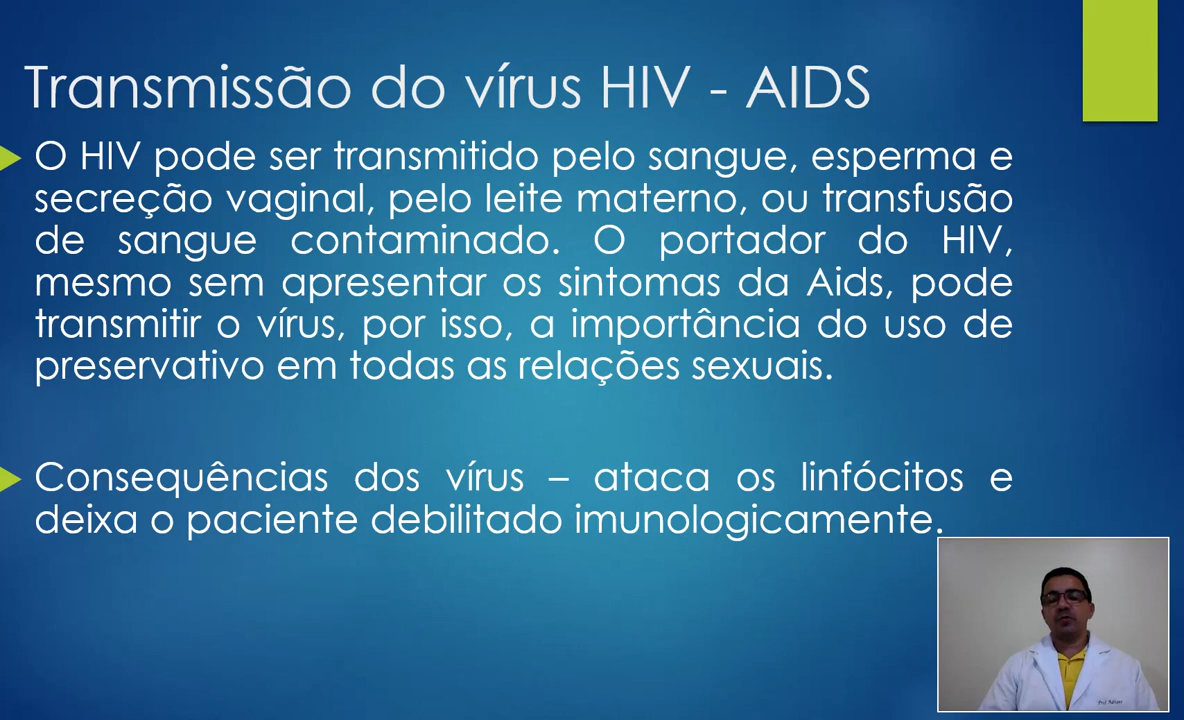 Transmissão do vírus HIV - AIDS
O HIV pode ser transmitido pelo sangue, esperma e
secreção vaginal, pelo leite materno, ou transfusão
de sangue contaminado. O portador do HIV,
mesmo sem apresentar os sintomas da Aids, pode
transmitir o vírus, por isso, a importância do uso de
preservativo em todas as relações sexuais.
Consequências dos vírus – ataca os linfócitos e
deixa o paciente debilitado imunologicamente.